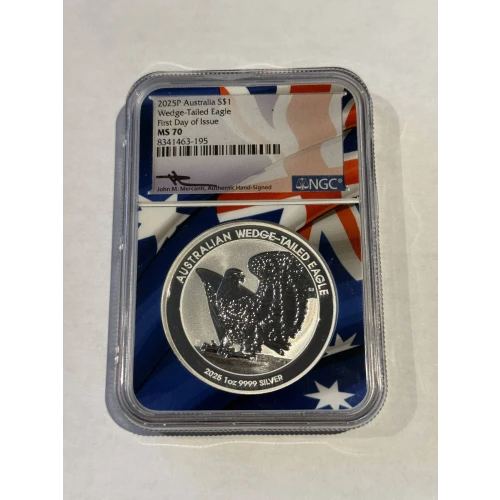 2025P Australia S$1
Wedge-Tailed Eagle
First Day of Issue
MS 70
8341463-195
John M. Mercanti, Authentic Hand-Signed
NGC
AUSTRALIAN WEDGE-TAILED EAGLE
2025 1oz 9999 SILVER